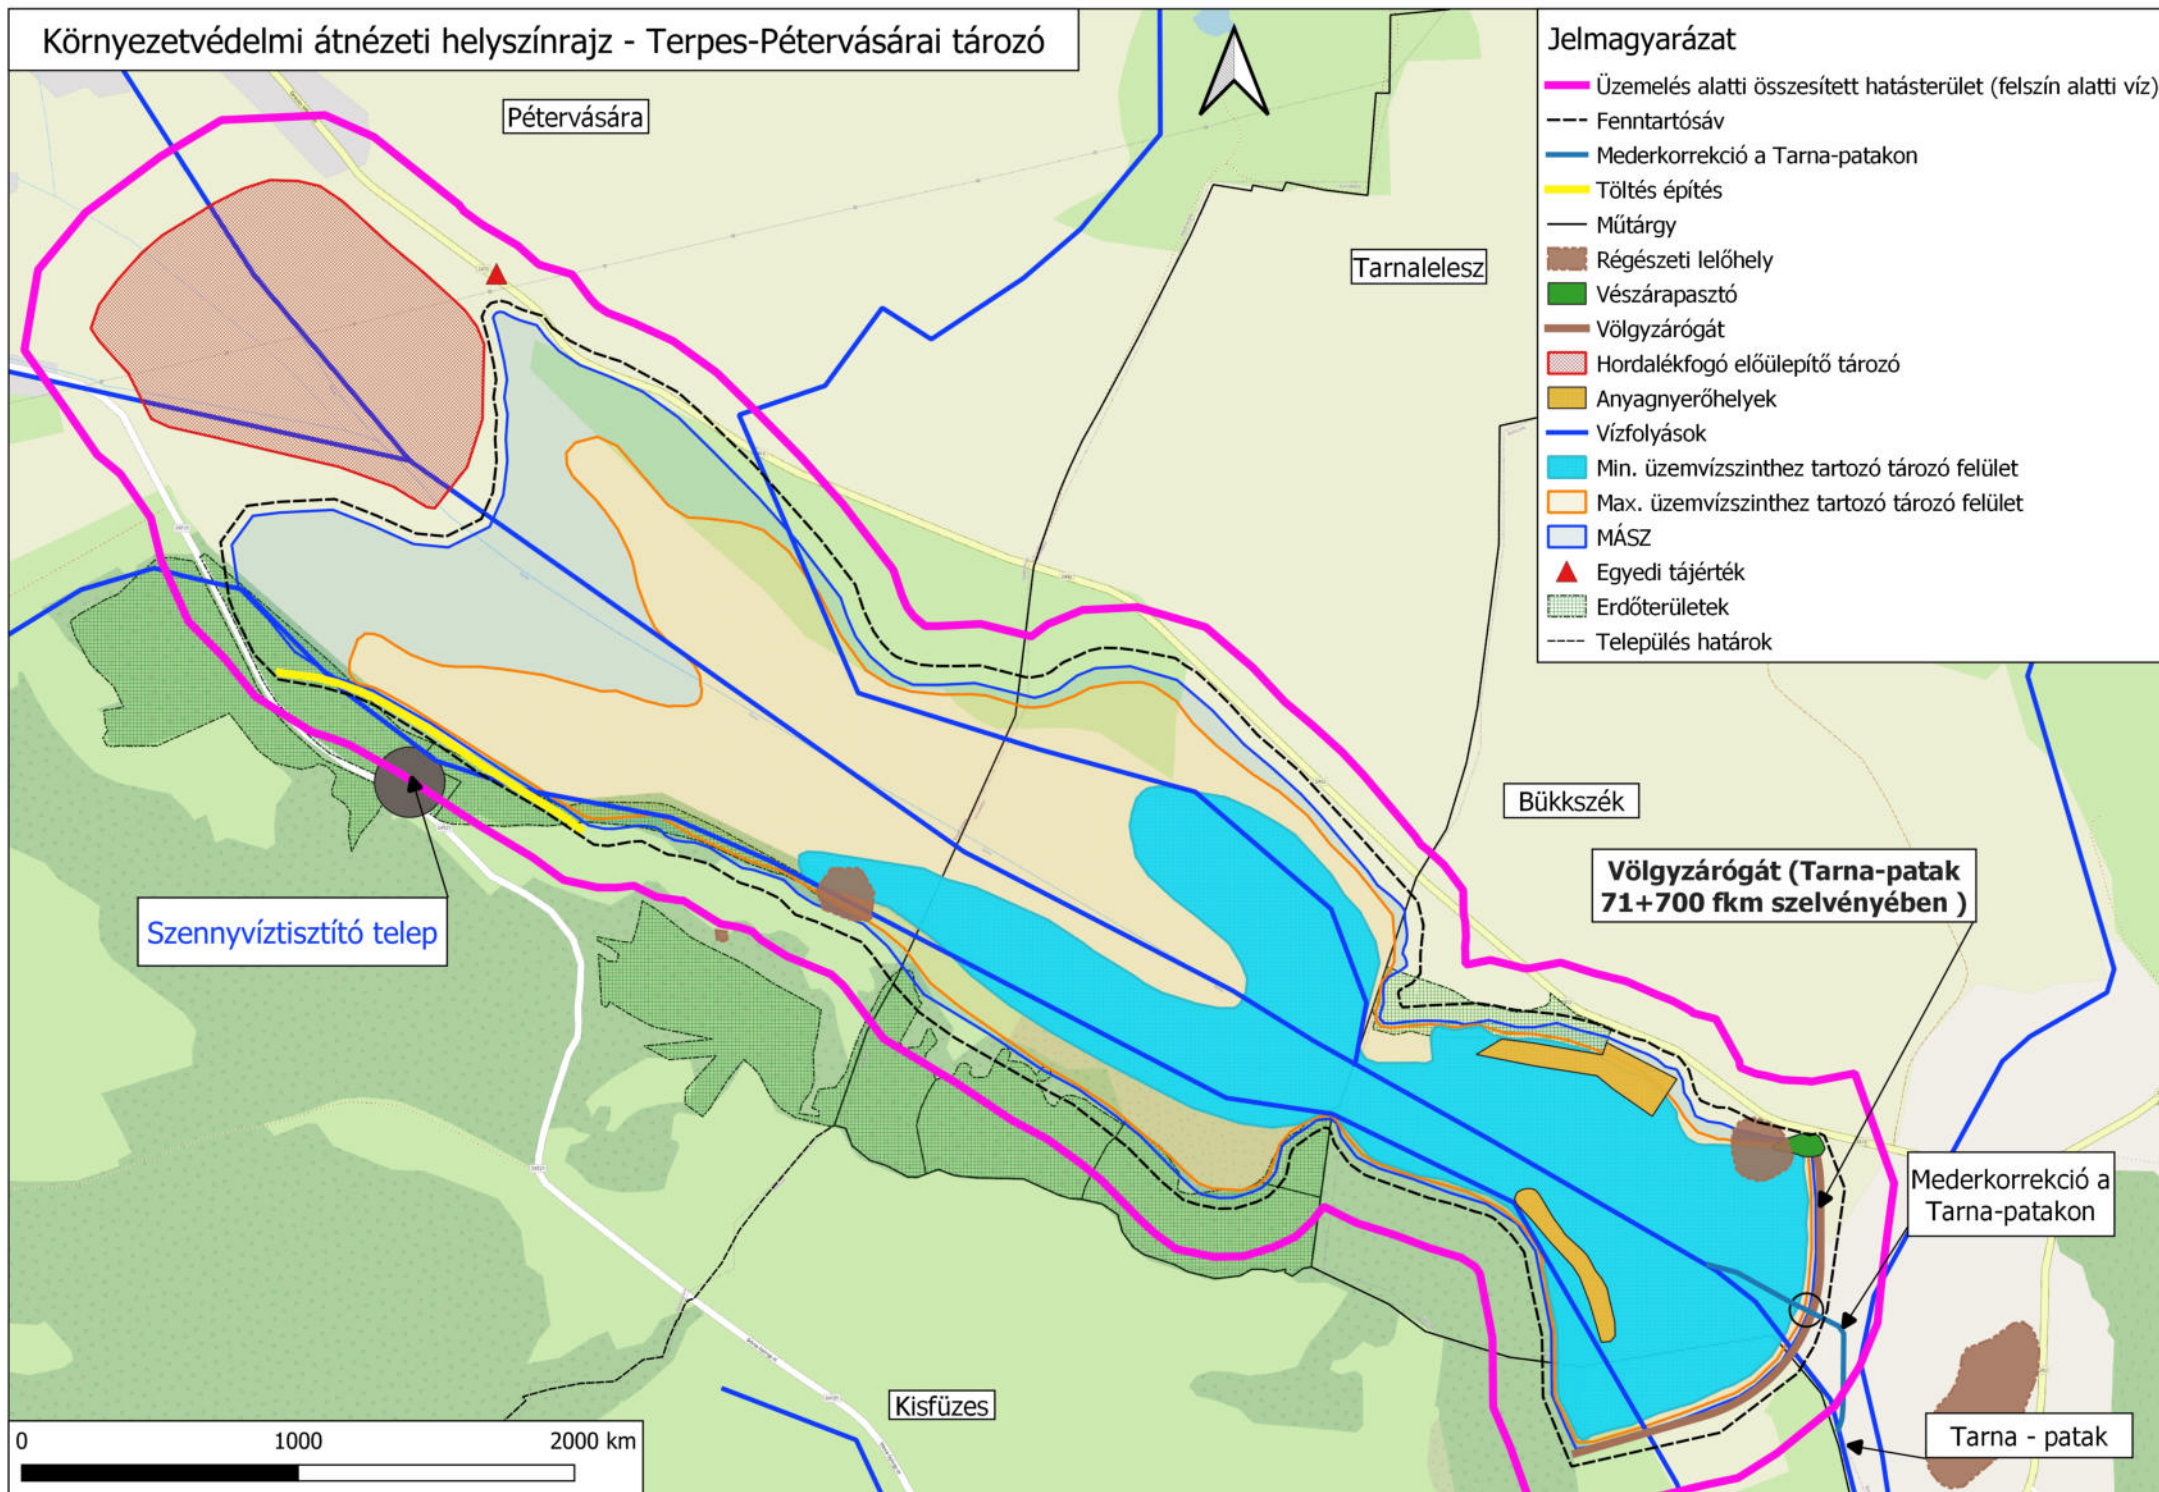 Környezetvédelmi átnézeti helyszínrajz - Terpes-Pétervásárai tározó
Jelmagyarázat
Üzemelés alatti összesített hatásterület (felszín alatti víz)
Fenntartósáv
Mederkorrekció a Tarna-patakon
Töltés építés
Műtárgy
Régészeti lelőhely
Vészárapasztó
Völgyzárógát
Hordalékfogó előülepítő tározó
Anyagnyerőhelyek
Vízfolyások
Min. üzemvízszinthez tartozó tározó felület
Max. üzemvízszinthez tartozó tározó felület
MÁSZ
Egyedi tájérték
Erdőterületek
Település határok
Pétervására
Tarnalelesz
Bükkszék
Völgyzárógát (Tarna-patak
71+700 fkm szelvényében )
Szennyvíztisztító telep
Mederkorrekció a
Tarna-patakon
Kisfüzes
Tarna - patak
0 1000 2000 km